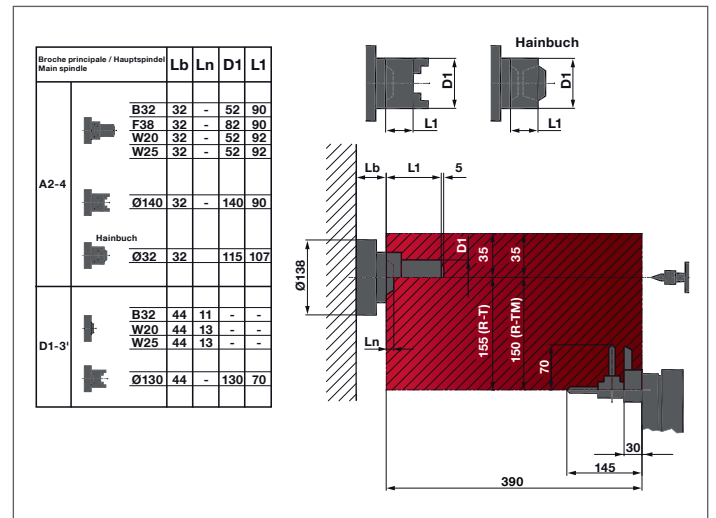 Broche principale / Hauptspindel
Main spindle
Lb Ln D1 L1
A2-4
B32 32 - 52 90
F38 32 - 82 90
W20 32 - 52 92
W25 32 - 52 92
Ø140 32 - 140 90
Hainbuch
Ø32 32 115 107
D1-3'
B32 44 11 - -
W20 44 13 - -
W25 44 13 - -
Ø130 44 - 130 70
Hainbuch
D1
D1
L1
L1
Lb L1 5
D1
35
35
Ø138
Ln
155 (R-T)
150 (R-TM)
70
30
145
390